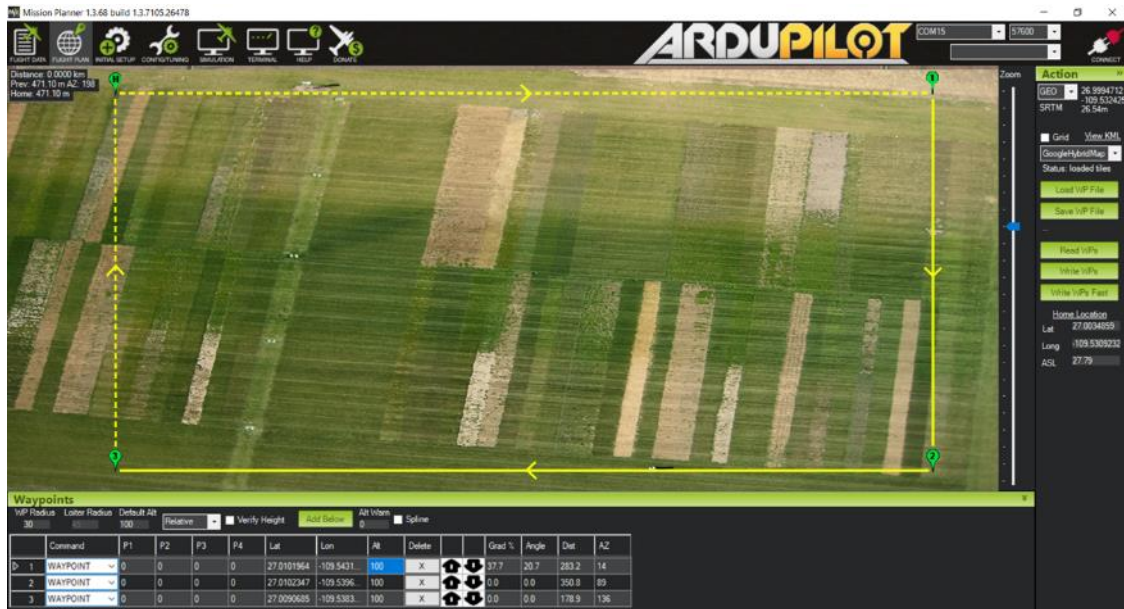 Mission Planner 1.3.68 build 1.3.7105.26478
FLIGHT DATA FLIGHT PLAN INITIAL SETUP CONFIG/TUNING SIMULATION TERMINAL HELP DONATE
ARDUPILOT
COM15 57600
CONNECT
Distance: 0.0000 km
Prev: 471.10 m AZ: 198
Home: 471.10 m
H
1
2
3
Zoom
Action
GEO 26.9994712
-109.532425
SRTM 26.54m
Grid View KML
GoogleHybridMap
Status: loaded tiles
Load WP File
Save WP File
Read WPs
Write WPs
Write WPs Fast
Home Location
Lat 27.0034859
Long -109.5309232
ASL 27.79
Waypoints
WP Radius Loiter Radius Default Alt Alt Warn
30 45 100 Relative Verify Height Add Below 0 Spline
Command P1 P2 P3 P4 Lat Lon Alt Delete Grad % Angle Dist AZ
1 WAYPOINT 0 0 0 0 27.0101964 -109.5431... 100 X 37.7 20.7 283.2 14
2 WAYPOINT 0 0 0 0 27.0102347 -109.5396... 100 X 0.0 0.0 350.8 89
3 WAYPOINT 0 0 0 0 27.0090685 -109.5383... 100 X 0.0 0.0 178.9 136